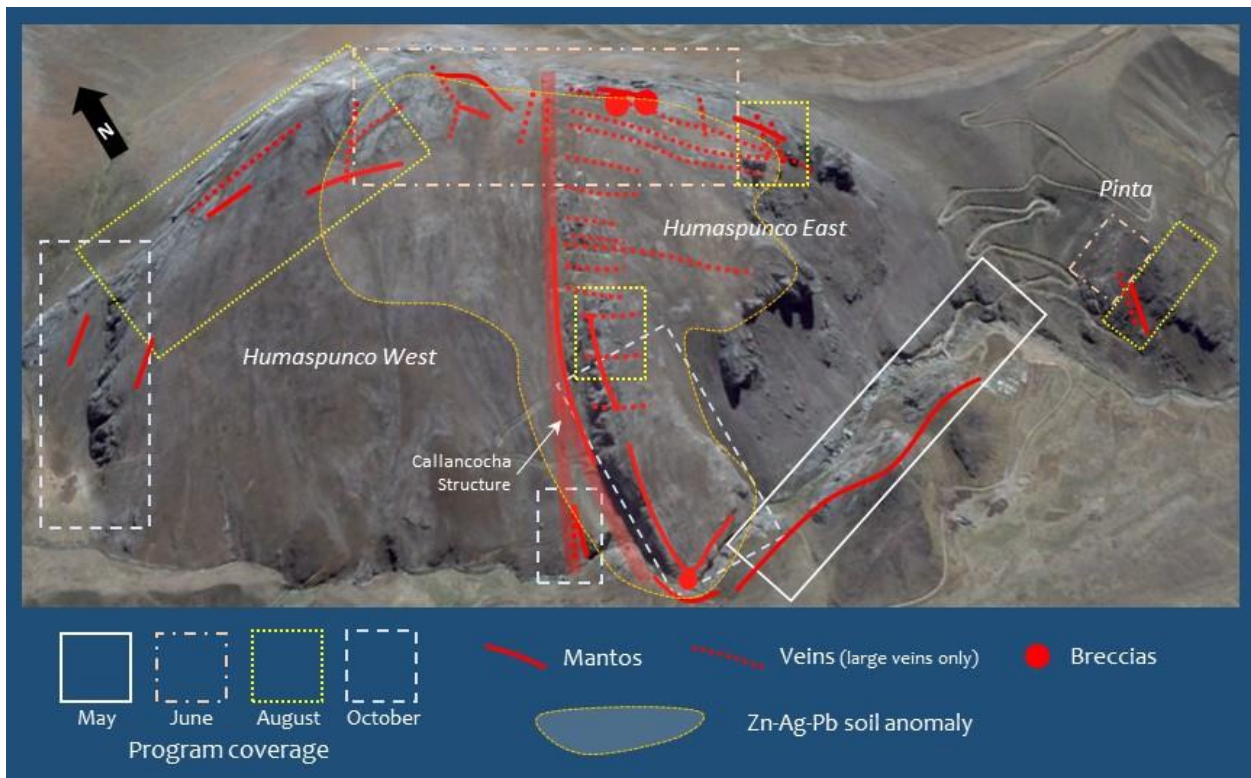 N
Pinta
Humaspunco East
Humaspunco West
Callancocha
Structure
Mantos
Veins (large veins only)
Breccias
May
June
August
October
Zn-Ag-Pb soil anomaly
Program coverage